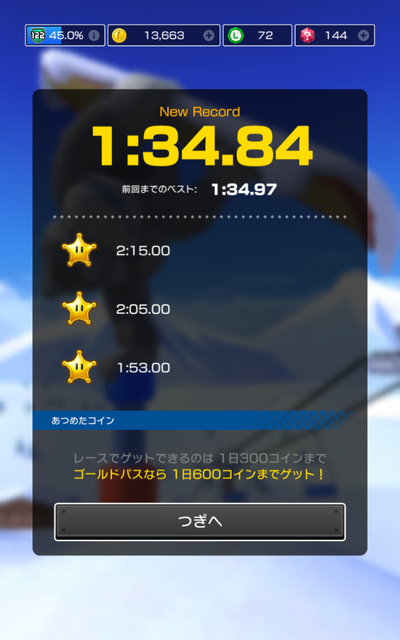 122 45.0% i 13,663 + L 72 144 +
New Record
1:34.84
前回までのベスト: 1:34.97
2:15.00
2:05.00
1:53.00
あつめたコイン
レースでゲットできるのは 1日300コインまで
ゴールドパスなら 1日600コインまでゲット！
つぎへ